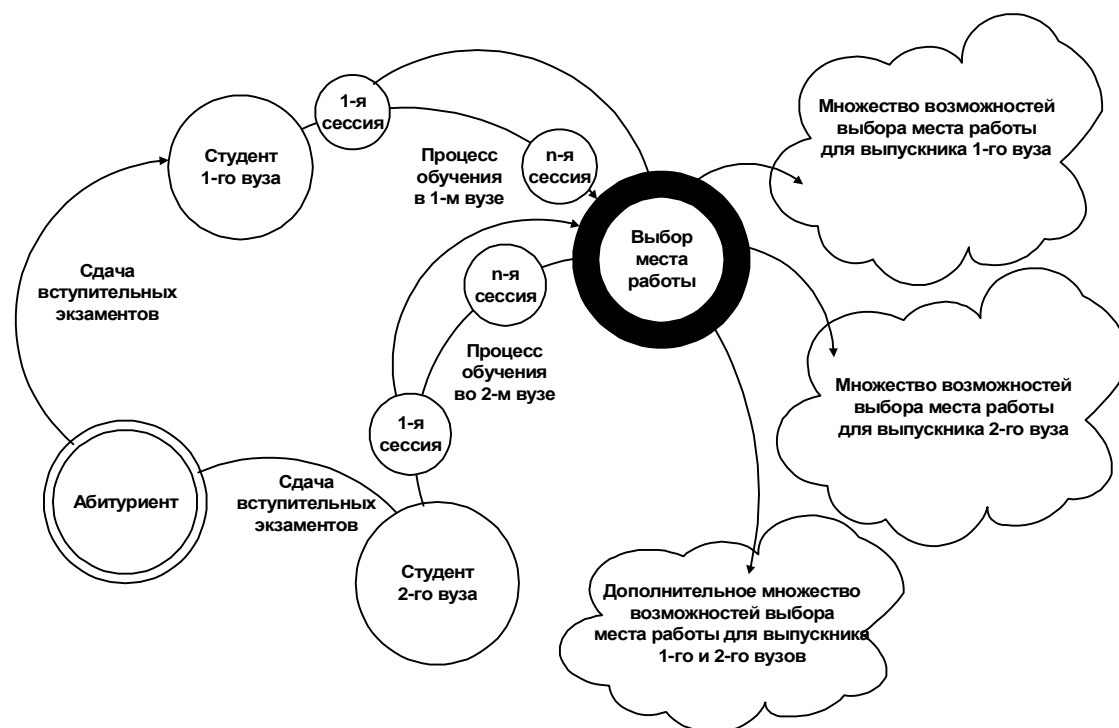 1-я
сессия
Студент
1-го вуза
Процесс
обучения
в 1-м вузе
n-я
сессия
Множество возможностей
выбора места работы
для выпускника 1-го вуза
Сдача
вступительных
экзаментов
Выбор
места
работы
n-я
сессия
Процесс
обучения
во 2-м вузе
Множество возможностей
выбора места работы
для выпускника 2-го вуза
1-я
сессия
Абитуриент
Сдача
вступительных
экзаментов
Студент
2-го вуза
Дополнительное множество
возможностей выбора
места работы для выпускника
1-го и 2-го вузов